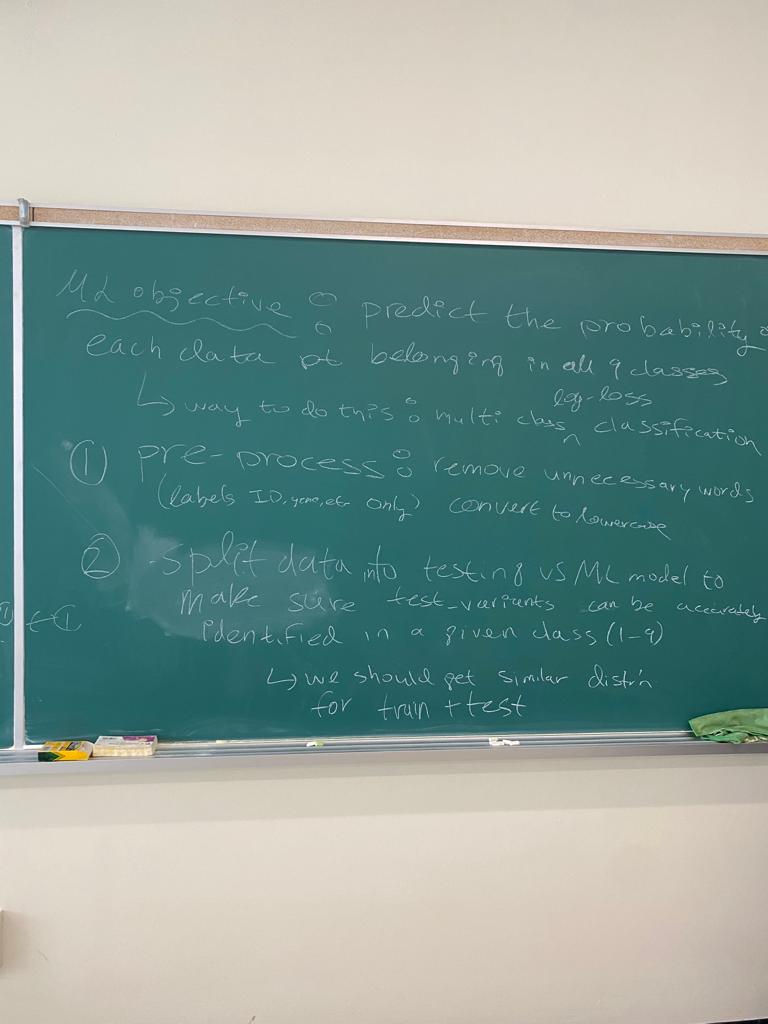 ML objective : predict the probability
each data pt belonging in all 9 classes,
↳ way to do this : multi class ^ log-loss classification
① pre-process : remove unnecessary words
(labels ID, gene, etc only) convert to lowercase
② split data into testing vs ML model to
make sure test-variants can be accurately
identified in a given class (1-9)
↳ we should get similar distr'n
for train + test